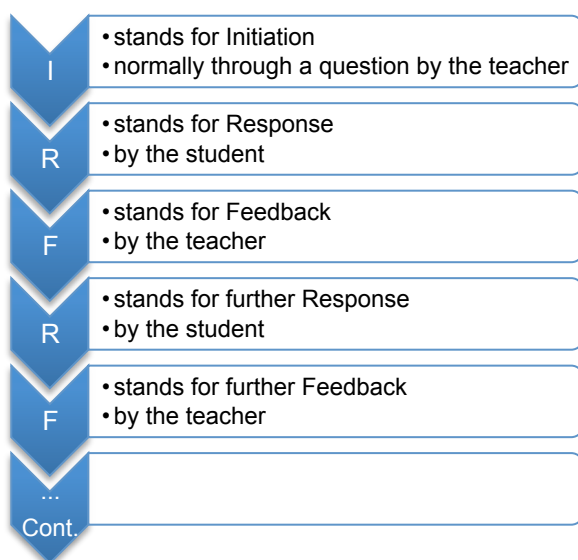 I
• stands for Initiation
• normally through a question by the teacher
R
• stands for Response
• by the student
F
• stands for Feedback
• by the teacher
R
• stands for further Response
• by the student
F
• stands for further Feedback
• by the teacher
...
Cont.